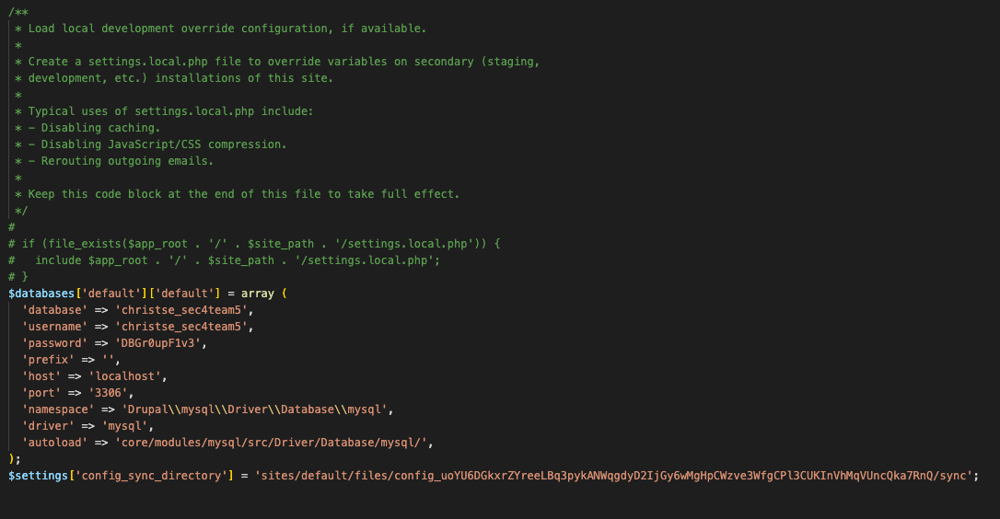 /**
 * Load local development override configuration, if available.
 *
 * Create a settings.local.php file to override variables on secondary (staging,
 * development, etc.) installations of this site.
 *
 * Typical uses of settings.local.php include:
 * - Disabling caching.
 * - Disabling JavaScript/CSS compression.
 * - Rerouting outgoing emails.
 *
 * Keep this code block at the end of this file to take full effect.
 */
#
# if (file_exists($app_root . '/' . $site_path . '/settings.local.php')) {
#   include $app_root . '/' . $site_path . '/settings.local.php';
# }
$databases['default']['default'] = array (
  'database' => 'christse_sec4team5',
  'username' => 'christse_sec4team5',
  'password' => 'DBGr0upF1v3',
  'prefix' => '',
  'host' => 'localhost',
  'port' => '3306',
  'namespace' => 'Drupal\\mysql\\Driver\\Database\\mysql',
  'driver' => 'mysql',
  'autoload' => 'core/modules/mysql/src/Driver/Database/mysql/',
);
$settings['config_sync_directory'] = 'sites/default/files/config_uoYU6DGkxrZYreeLBq3pykANWqgdyD2IjGy6wMgHpCWzve3WfgCPl3CUKInVhMqVUncQka7RnQ/sync';